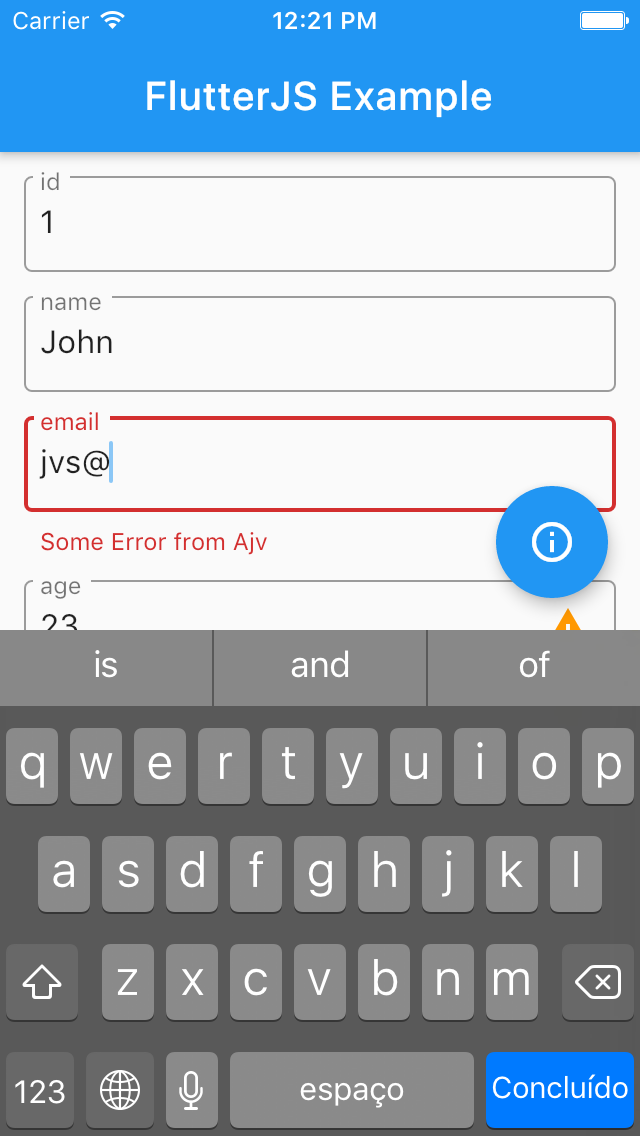 Carrier 12:21 PM
FlutterJS Example
id
1
name
John
email
jvs@
Some Error from Ajv
age
23
is and of
q w e r t y u i o p
a s d f g h j k l
z x c v b n m
123 espaço Concluído